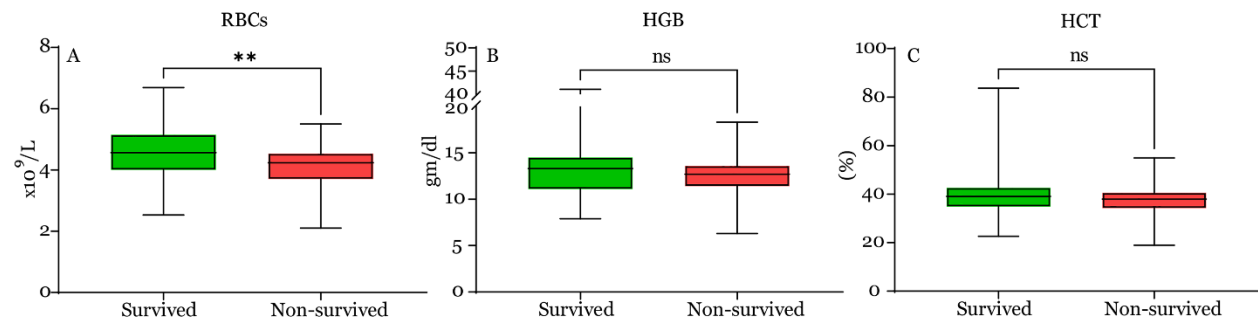 RBCs
A
**
8
6
4
2
0
x10⁹/L
Survived
Non-survived
HGB
B
ns
50
45
40
20
15
10
5
0
gm/dl
Survived
Non-survived
HCT
C
ns
100
80
60
40
20
0
(%)
Survived
Non-survived